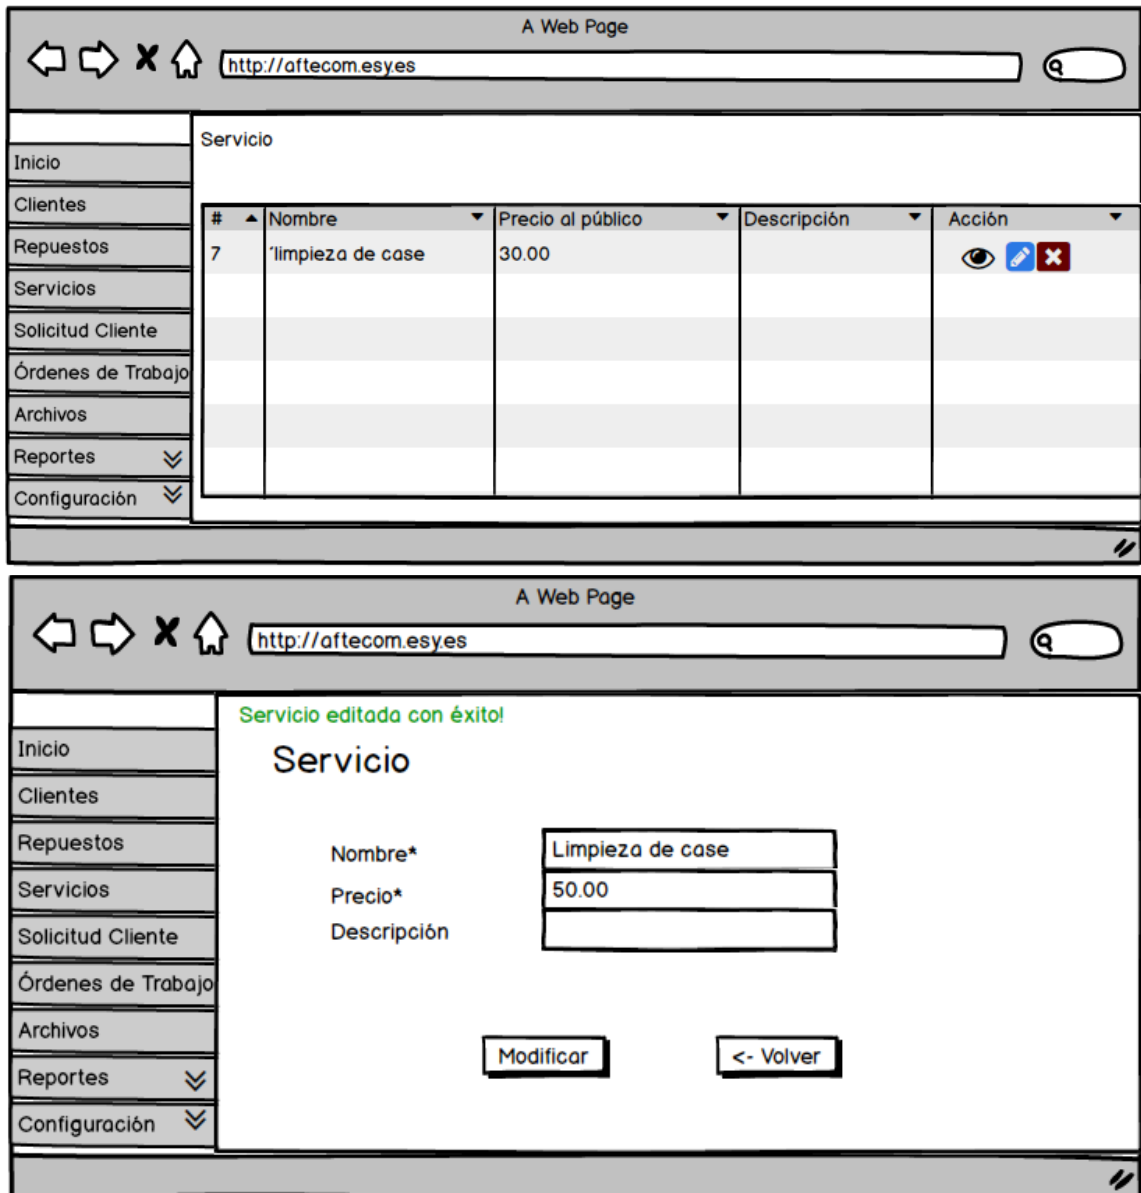 A Web Page
http://aftecom.esy.es
Servicio
Inicio
Clientes
Repuestos
Servicios
Solicitud Cliente
Órdenes de Trabajo
Archivos
Reportes
Configuración
# Nombre Precio al público Descripción Acción
7 ´limpieza de case 30.00
A Web Page
http://aftecom.esy.es
Servicio editada con éxito!
Servicio
Inicio
Clientes
Repuestos
Servicios
Solicitud Cliente
Órdenes de Trabajo
Archivos
Reportes
Configuración
Nombre* Limpieza de case
Precio* 50.00
Descripción
Modificar <- Volver